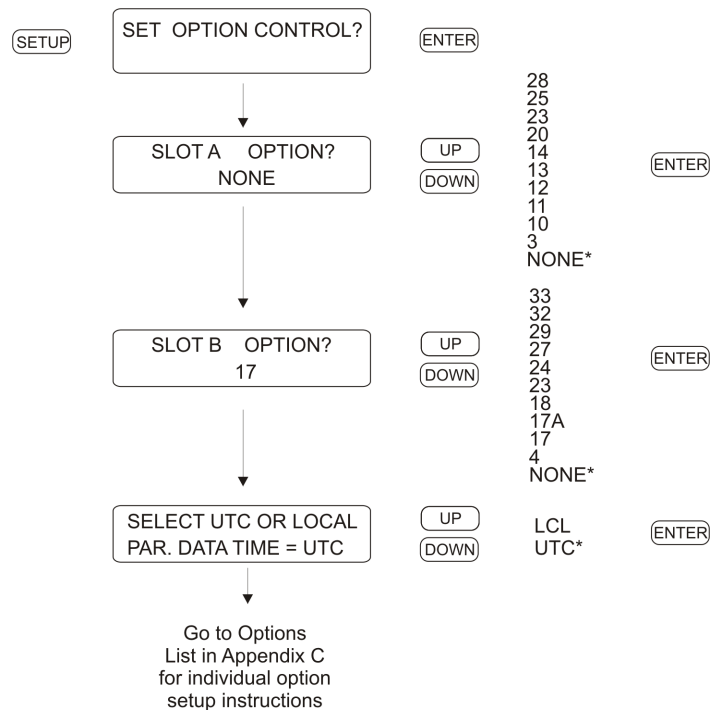 SETUP
SET OPTION CONTROL?
ENTER
SLOT A OPTION?
NONE
UP
DOWN
28
25
23
20
14
13
12
11
10
3
NONE*
ENTER
SLOT B OPTION?
17
UP
DOWN
33
32
29
27
24
23
18
17A
17
4
NONE*
ENTER
SELECT UTC OR LOCAL
PAR. DATA TIME = UTC
UP
DOWN
LCL
UTC*
ENTER
Go to Options
List in Appendix C
for individual option
setup instructions